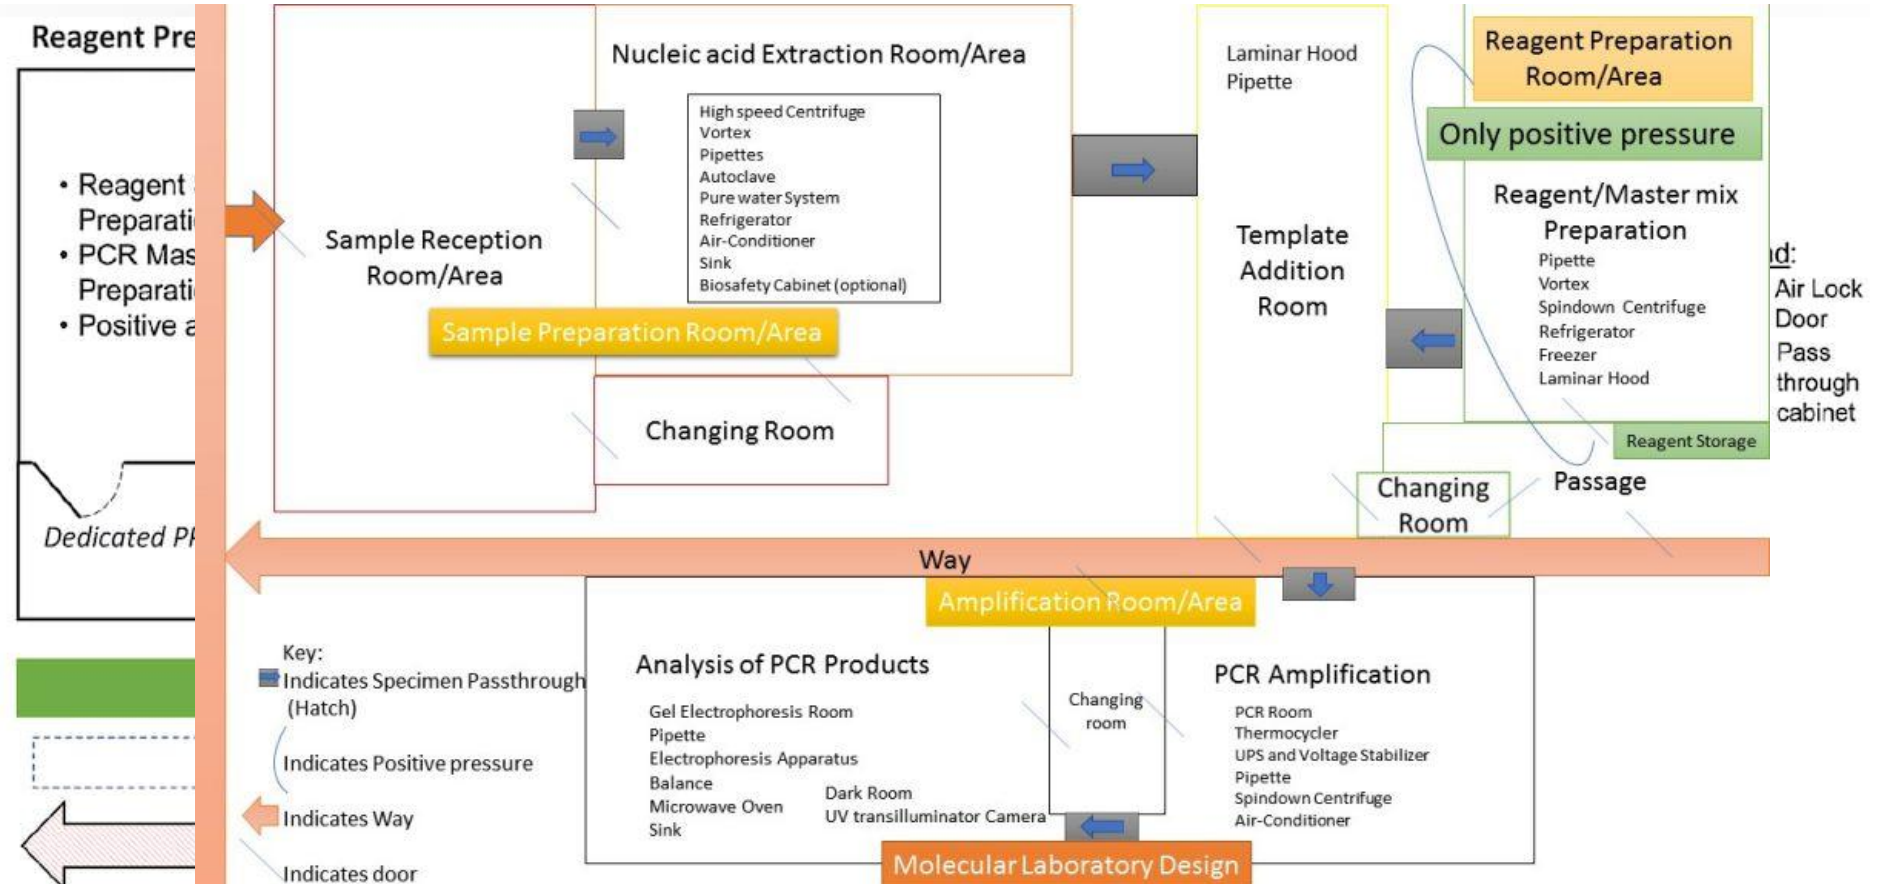 Reagent Pre
• Reagent
Preparati
• PCR Mas
Preparati
• Positive a
Dedicated PR
Sample Reception
Room/Area
Nucleic acid Extraction Room/Area
High speed Centrifuge
Vortex
Pipettes
Autoclave
Pure water System
Refrigerator
Air-Conditioner
Sink
Biosafety Cabinet (optional)
Sample Preparation Room/Area
Changing Room
Laminar Hood
Pipette
Template
Addition
Room
Reagent Preparation
Room/Area
Only positive pressure
Reagent/Master mix
Preparation
Pipette
Vortex
Spindown Centrifuge
Refrigerator
Freezer
Laminar Hood
Reagent Storage
Changing
Room
Passage
d:
Air Lock
Door
Pass
through
cabinet
Way
Amplification Room/Area
Key:
Indicates Specimen Passthrough
(Hatch)
Indicates Positive pressure
Indicates Way
Indicates door
Analysis of PCR Products
Gel Electrophoresis Room
Pipette
Electrophoresis Apparatus
Balance
Microwave Oven
Sink
Dark Room
UV transilluminator Camera
Changing
room
PCR Amplification
PCR Room
Thermocycler
UPS and Voltage Stabilizer
Pipette
Spindown Centrifuge
Air-Conditioner
Molecular Laboratory Design